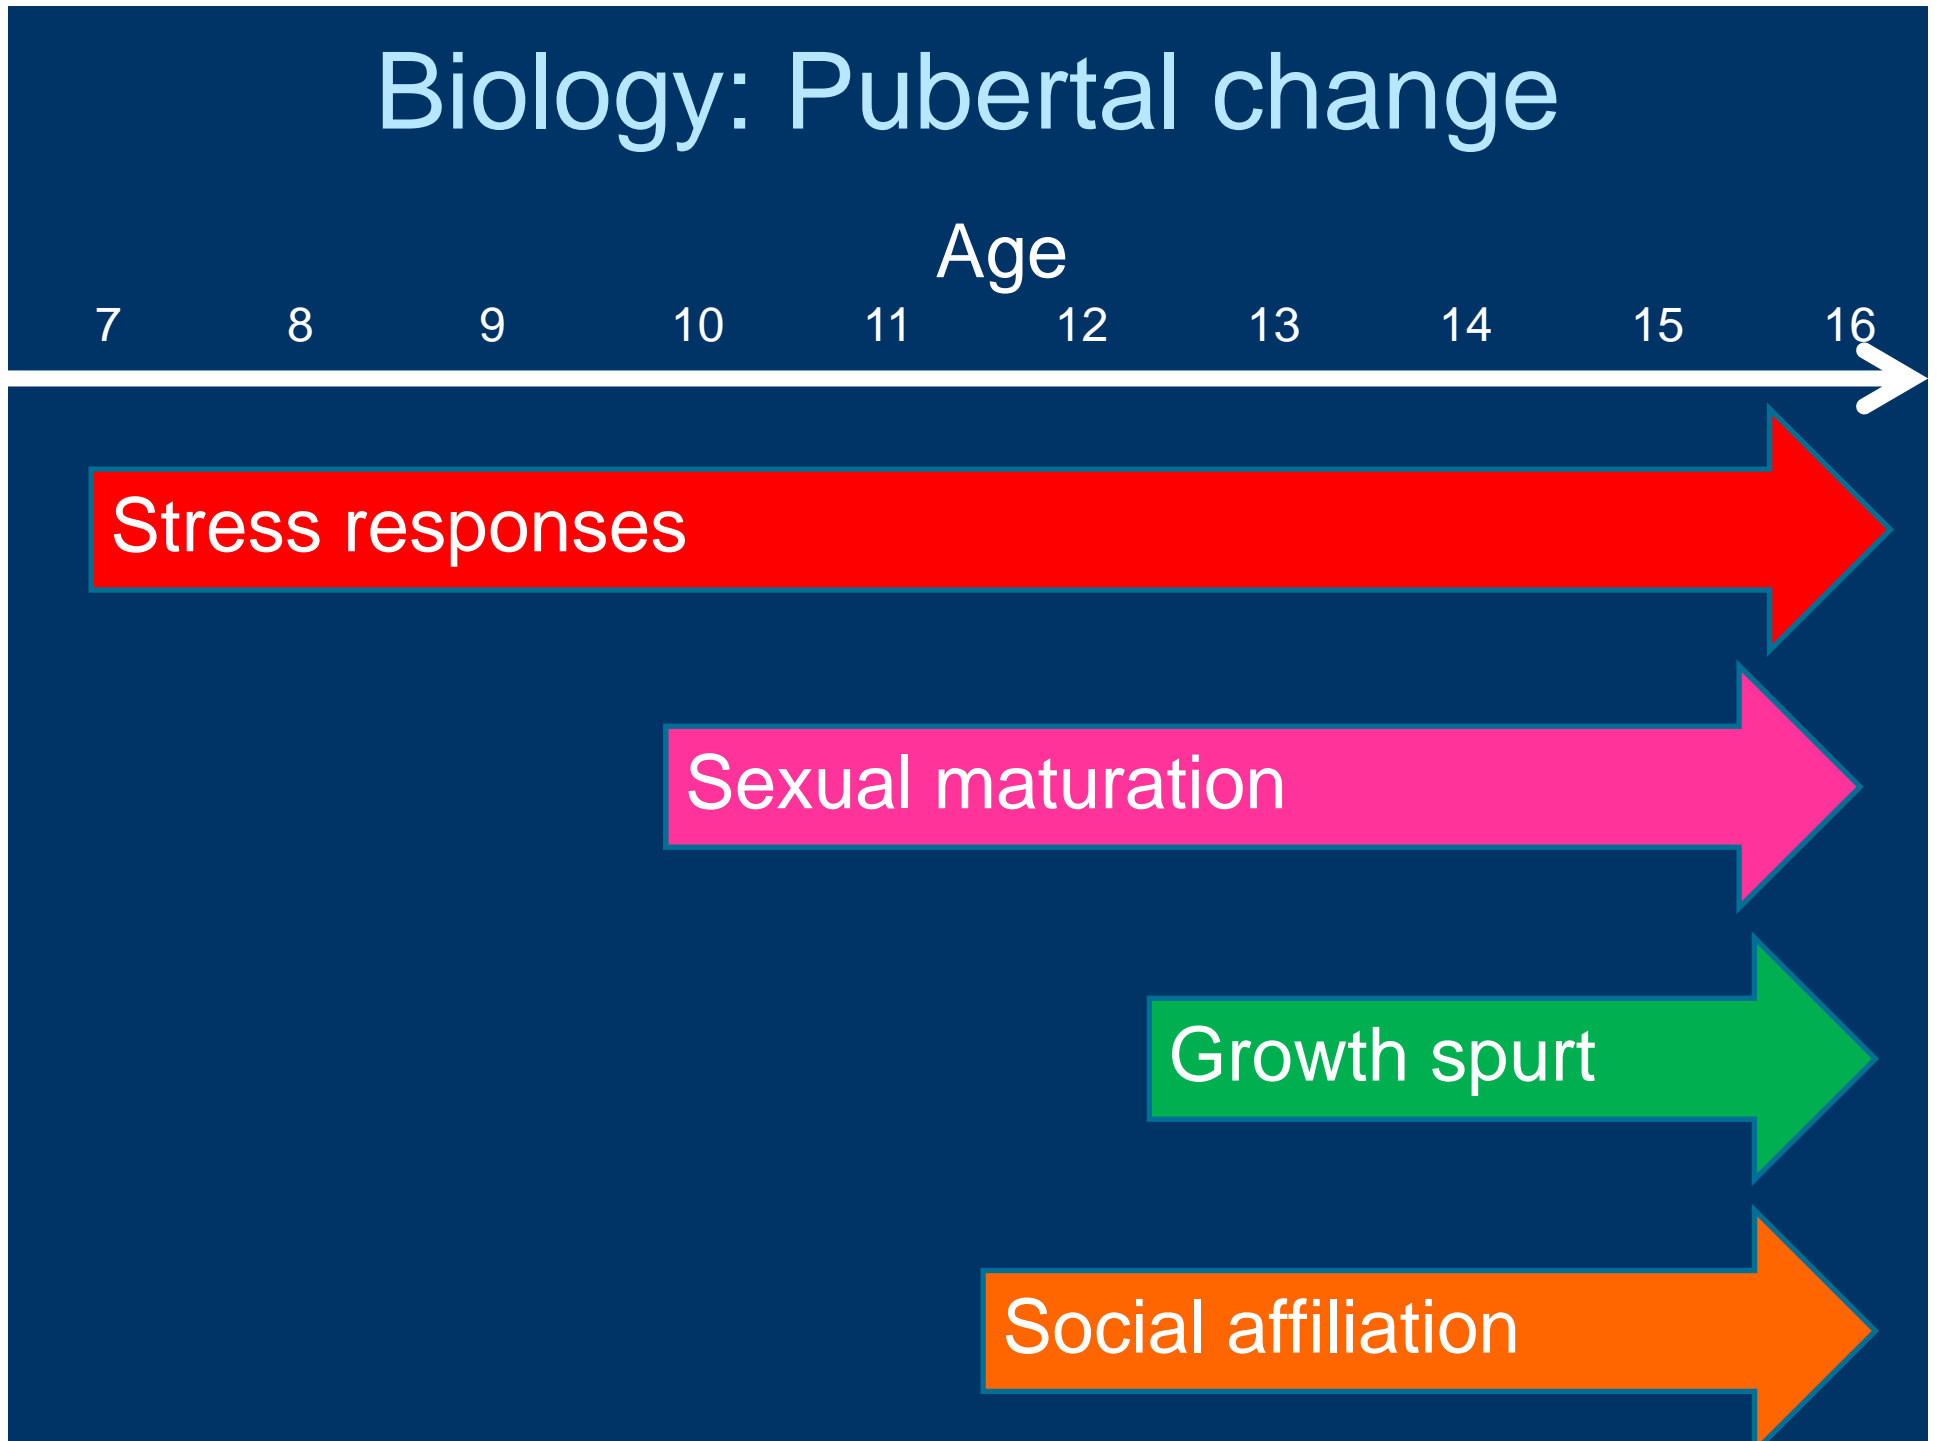 Biology: Pubertal change
Age
7 8 9 10 11 12 13 14 15 16
Stress responses
Sexual maturation
Growth spurt
Social affiliation